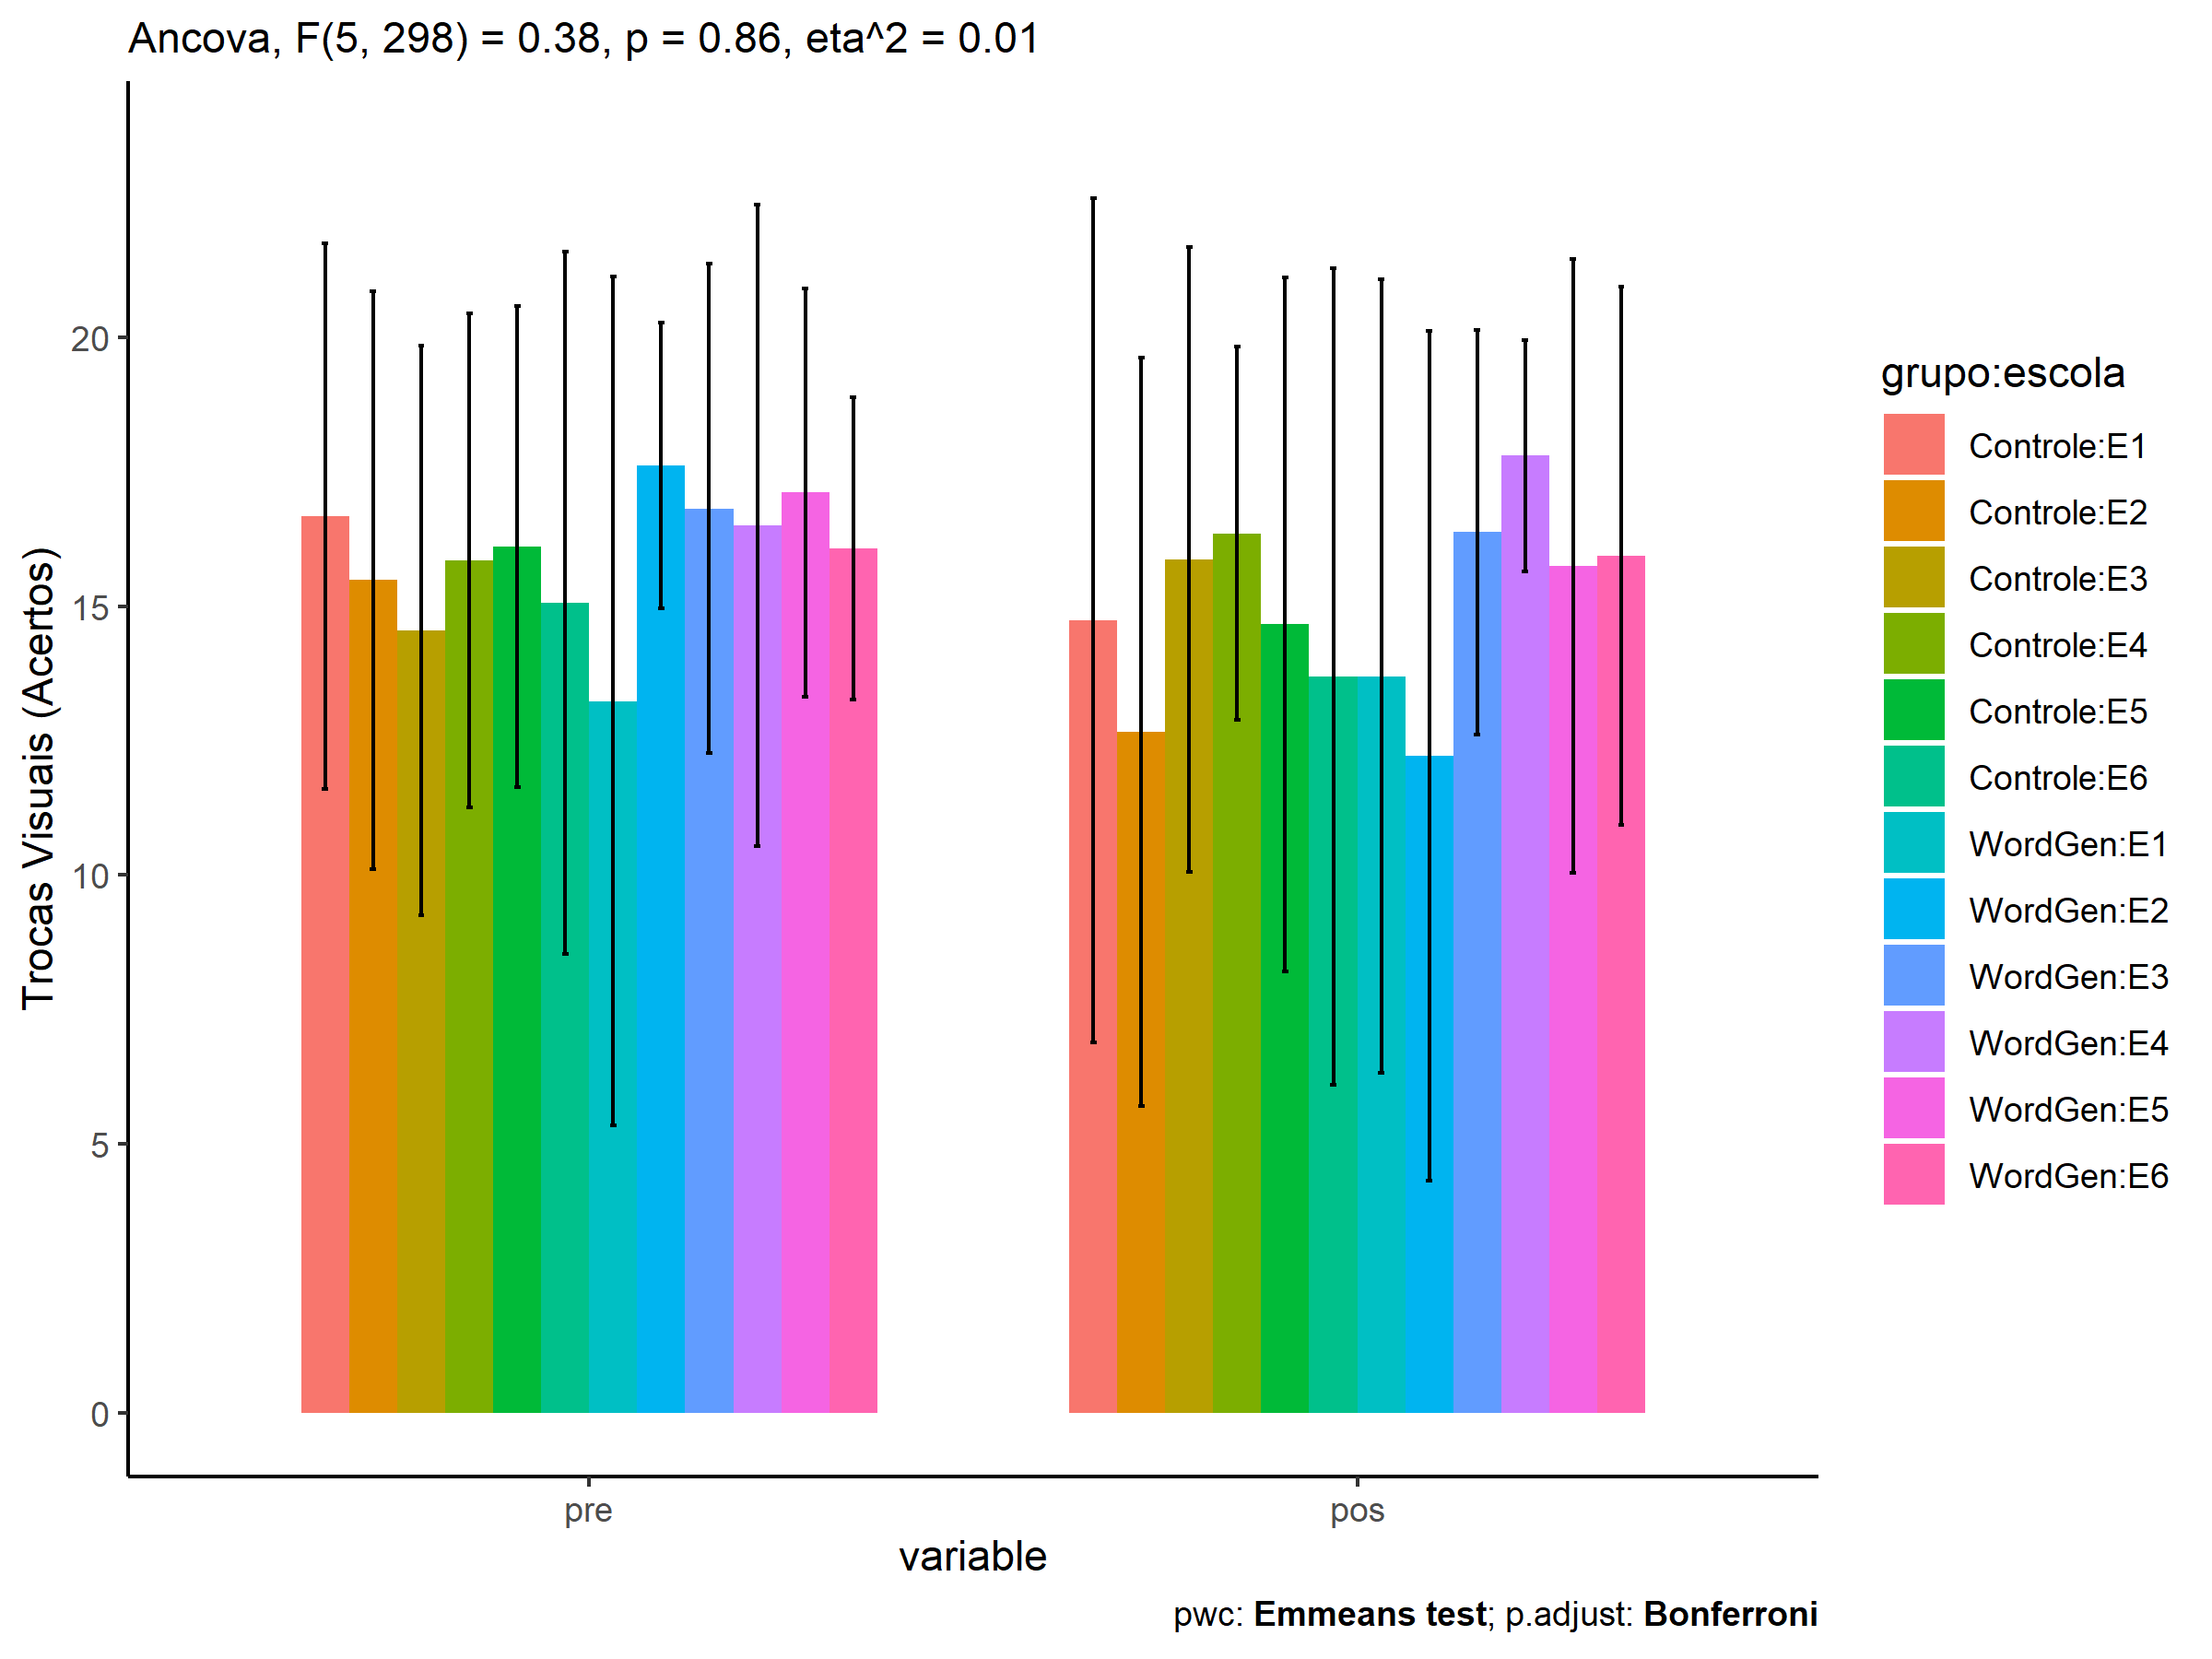 Ancova, F(5, 298) = 0.38, p = 0.86, eta^2 = 0.01
Trocas Visuais (Acertos)
20
15
10
5
0
pre
pos
variable
pwc: Emmeans test; p.adjust: Bonferroni
grupo:escola
Controle:E1
Controle:E2
Controle:E3
Controle:E4
Controle:E5
Controle:E6
WordGen:E1
WordGen:E2
WordGen:E3
WordGen:E4
WordGen:E5
WordGen:E6